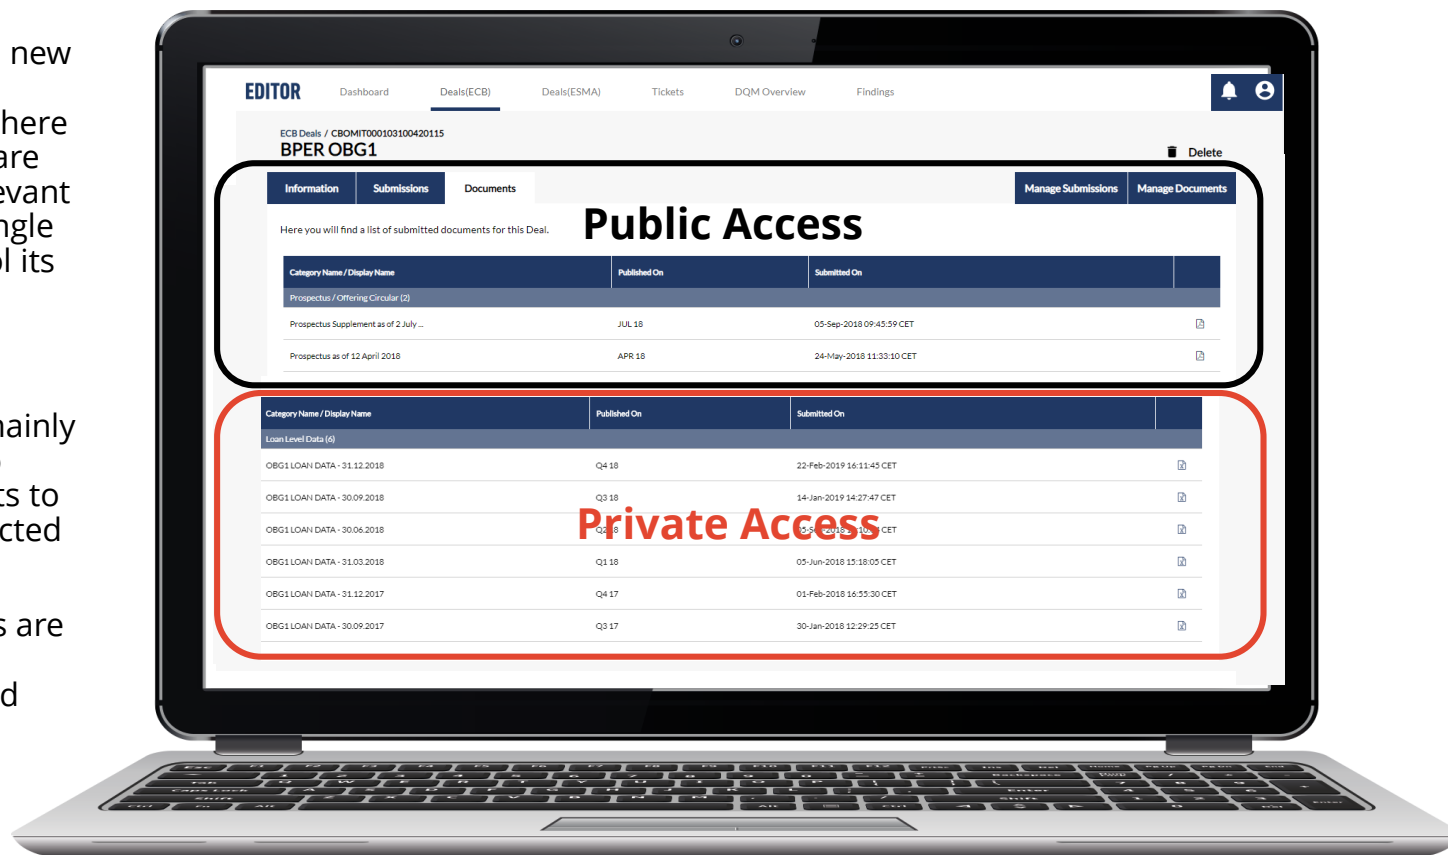 new
here
are
evant
ngle
ol its
nainly
ts to
cted
s are
d
EDITOR Dashboard Deals(ECB) Deals(ESMA) Tickets DQM Overview Findings
ECB Deals / CBOMIT000103100420115
BPER OBG1
Delete
Information Submissions Documents Manage Submissions Manage Documents
Public Access
Here you will find a list of submitted documents for this Deal.
Category Name / Display Name Published On Submitted On
Prospectus / Offering Circular (2)
Prospectus Supplement as of 2 July ... JUL 18 05-Sep-2018 09:45:59 CET
Prospectus as of 12 April 2018 APR 18 24-May-2018 11:33:10 CET
Category Name / Display Name Published On Submitted On
Loan Level Data (6)
OBG1 LOAN DATA - 31.12.2018 Q4 18 22-Feb-2019 16:11:45 CET
OBG1 LOAN DATA - 30.09.2018 Q3 18 14-Jan-2019 14:27:47 CET
Private Access
OBG1 LOAN DATA - 30.06.2018 Q2 18 CET
OBG1 LOAN DATA - 31.03.2018 Q1 18 05-Jun-2018 15:18:05 CET
OBG1 LOAN DATA - 31.12.2017 Q4 17 01-Feb-2018 16:55:30 CET
OBG1 LOAN DATA - 30.09.2017 Q3 17 30-Jan-2018 12:29:25 CET